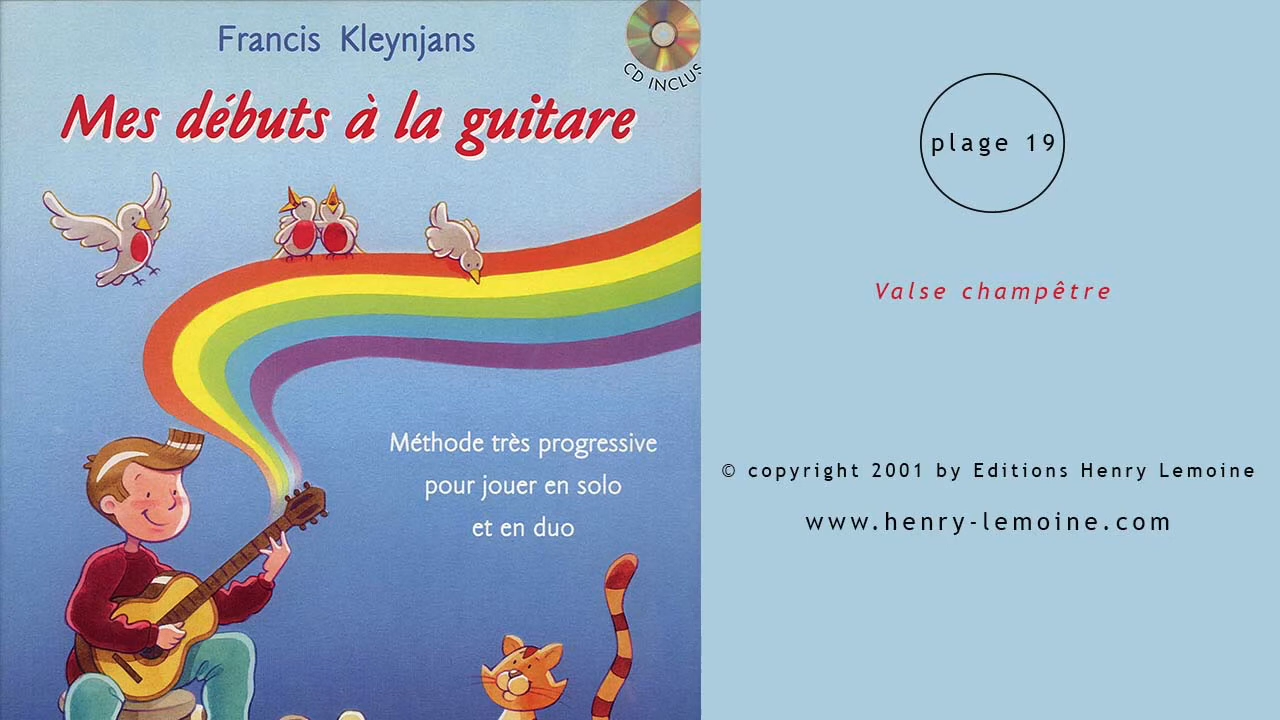 Francis Kleynjans
CD INCLUS
Mes débuts à la guitare
Méthode très progressive
pour jouer en solo
et en duo
plage 19
Valse champêtre
© copyright 2001 by Editions Henry Lemoine
www.henry-lemoine.com